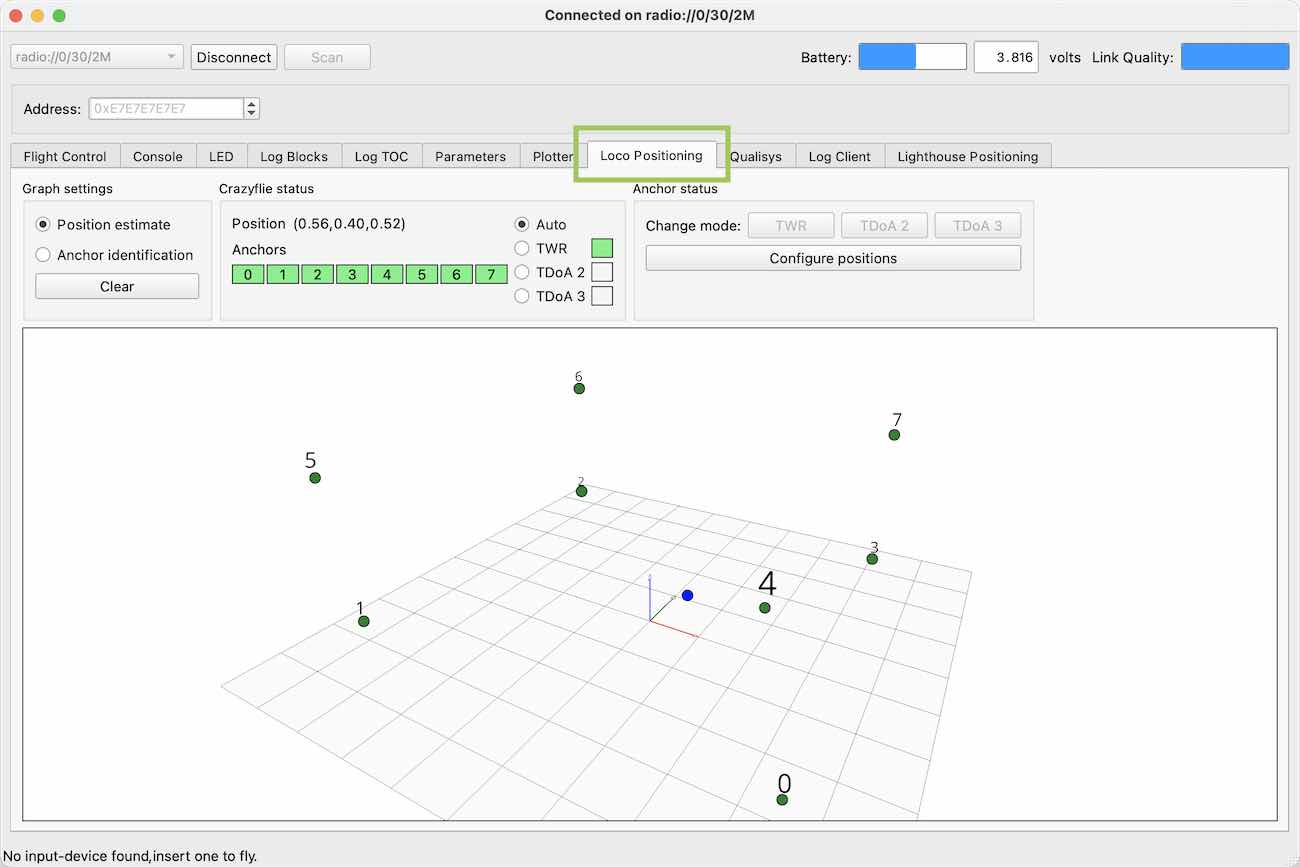 Connected on radio://0/30/2M
radio://0/30/2M Disconnect Scan Battery: 3.816 volts Link Quality:
Address: 0xE7E7E7E7E7
Flight Control Console LED Log Blocks Log TOC Parameters Plotter Loco Positioning Qualisys Log Client Lighthouse Positioning
Graph settings
Position estimate
Anchor identification
Clear
Crazyflie status
Position (0.56,0.40,0.52)
Anchors
0 1 2 3 4 5 6 7
Auto
TWR
TDoA 2
TDoA 3
Anchor status
Change mode: TWR TDoA 2 TDoA 3
Configure positions
6
7
5
2
3
4
1
0
No input-device found,insert one to fly.